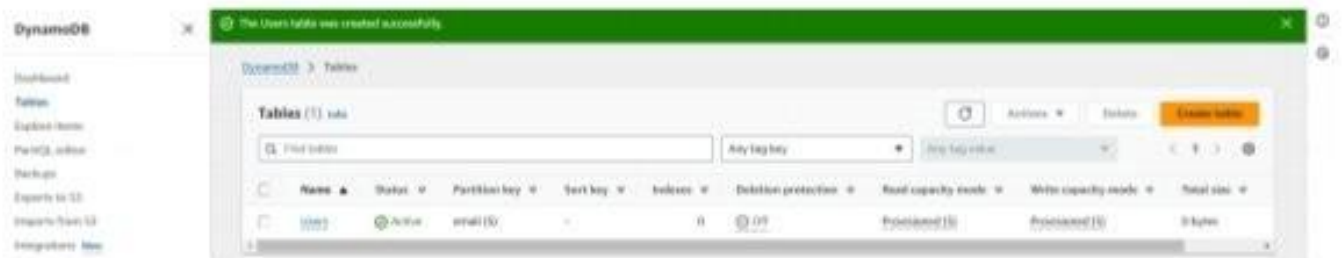 DynamoDB
The Users table was created successfully.
DynamoDB > Tables
Dashboard
Tables
Explore items
PartiQL editor
Backups
Exports to S3
Imports from S3
Integrations New
Tables (1) Info
Actions
Delete
Create table
Find tables
Any tag key
Any tag value
1
Name Status Partition key Sort key Indexes Deletion protection Read capacity mode Write capacity mode Total size
Users Active email (S) - 0 Off Provisioned (5) Provisioned (5) 0 bytes